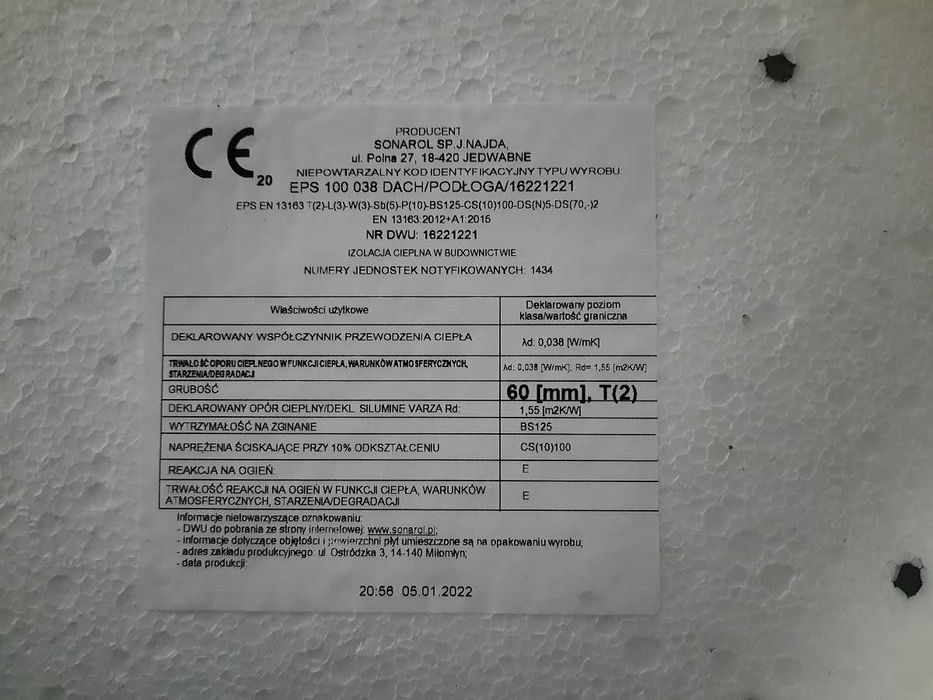 CE
20
PRODUCENT
SONAROL SP.J.NAJDA,
ul. Polna 27, 18-420 JEDWABNE
NIEPOWTARZALNY KOD IDENTYFIKACYJNY TYPU WYROBU:
EPS 100 038 DACH/PODŁOGA/16221221
EPS EN 13163 T(2)-L(3)-W(3)-Sb(5)-P(10)-BS125-CS(10)100-DS(N)5-DS(70,-)2
EN 13163:2012+A1:2015
NR DWU: 16221221
IZOLACJA CIEPLNA W BUDOWNICTWIE
NUMERY JEDNOSTEK NOTYFIKOWANYCH: 1434
Właściwości użytkowe
Deklarowany poziom
klasa/wartość graniczna
DEKLAROWANY WSPÓŁCZYNNIK PRZEWODZENIA CIEPŁA
λd: 0,038 [W/mK]
TRWAŁOŚĆ OPORU CIEPLNEGO W FUNKCJI CIEPŁA, WARUNKÓW ATMOSFERYCZNYCH,
STARZENIA/DEGRADACJI
λd: 0,038 [W/mK], Rd= 1,55 [m2K/W]
GRUBOŚĆ
60 [mm], T(2)
DEKLAROWANY OPÓR CIEPLNY/DEKL. SILUMINE VARZA Rd:
1,55 [m2K/W]
WYTRZYMAŁOŚĆ NA ZGINANIE
BS125
NAPRĘŻENIA ŚCISKAJĄCE PRZY 10% ODKSZTAŁCENIU
CS(10)100
REAKCJA NA OGIEŃ:
E
TRWAŁOŚĆ REAKCJI NA OGIEŃ W FUNKCJI CIEPŁA, WARUNKÓW
ATMOSFERYCZNYCH, STARZENIA/DEGRADACJI
E
Informacje nietowarzyszące oznakowaniu:
- DWU do pobrania ze strony internetowej: www.sonarol.pl;
- informacje dotyczące objętości i powierzchni płyt umieszczone są na opakowaniu wyrobu;
- adres zakładu produkcyjnego: ul Ostródzka 3, 14-140 Miłomłyn;
- data produkcji:
20:56 05.01.2022